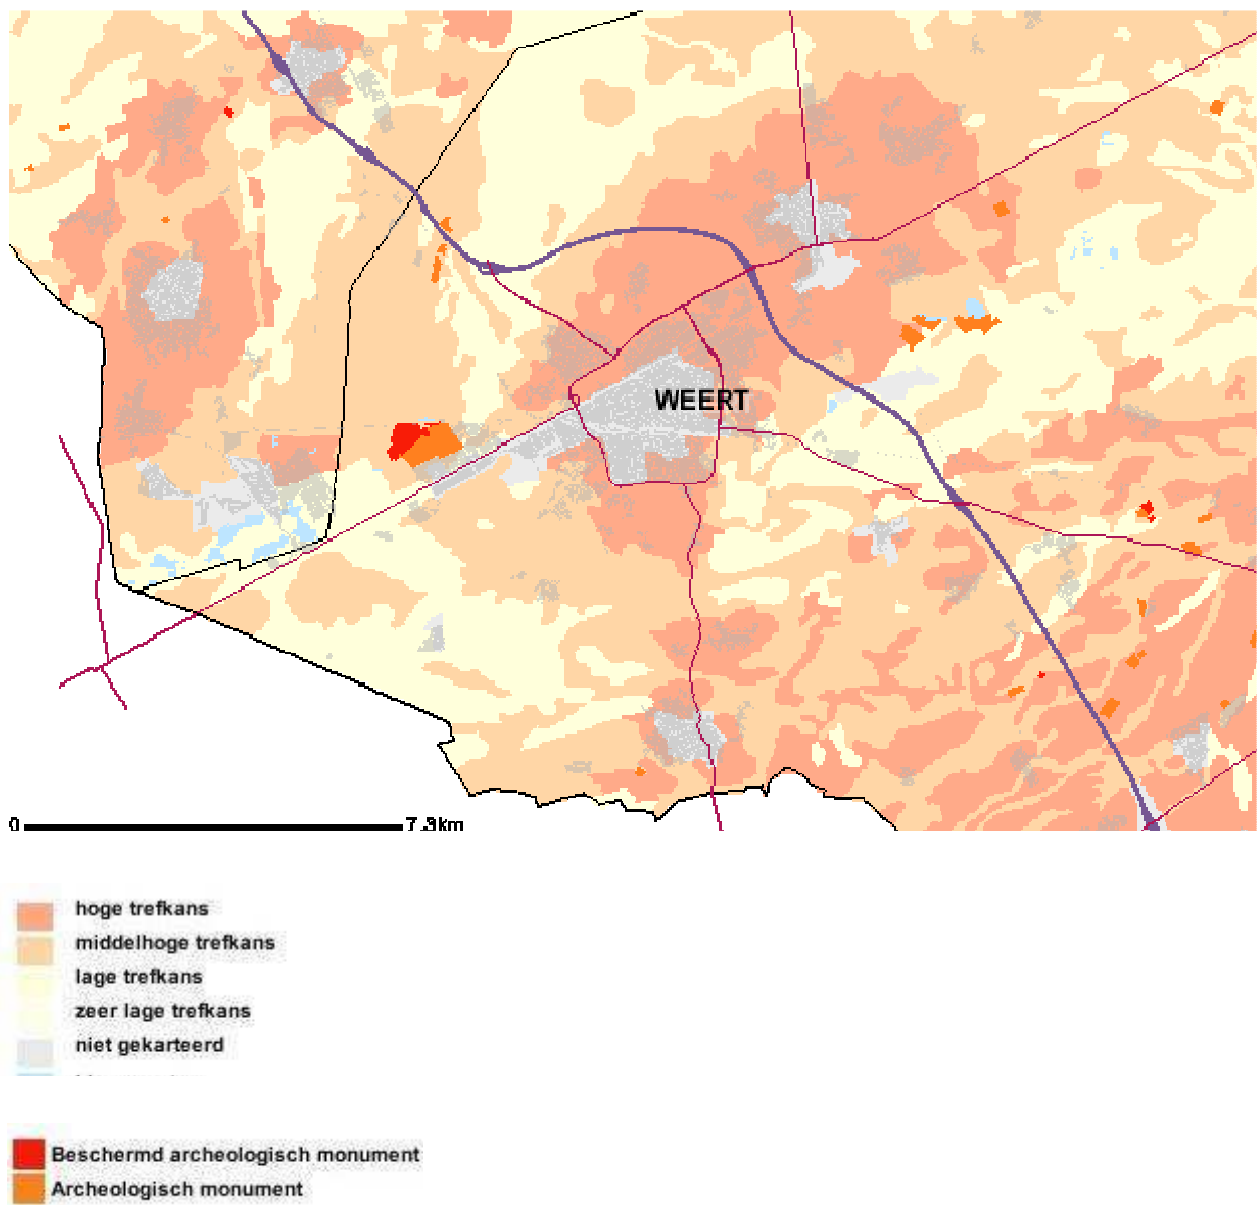 WEERT
0 7.3km
hoge trefkans
middelhoge trefkans
lage trefkans
zeer lage trefkans
niet gekarteerd
Beschermd archeologisch monument
Archeologisch monument